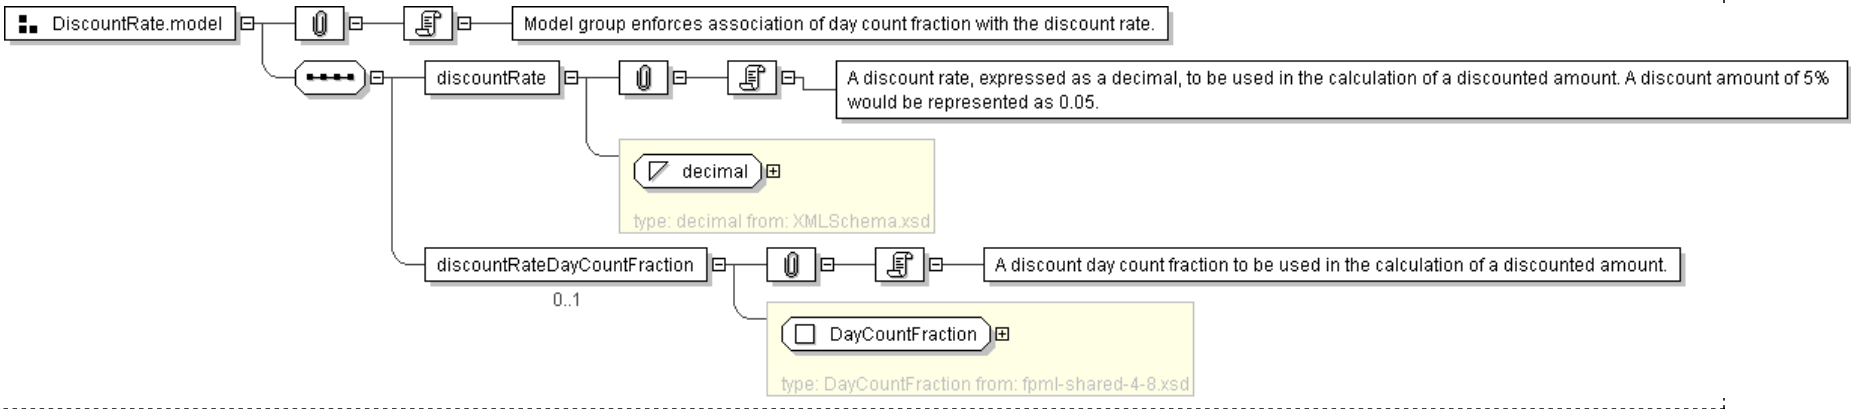 DiscountRate.model
Model group enforces association of day count fraction with the discount rate.
discountRate
A discount rate, expressed as a decimal, to be used in the calculation of a discounted amount. A discount amount of 5%
would be represented as 0.05.
decimal
type: decimal from: XMLSchema.xsd
discountRateDayCountFraction
A discount day count fraction to be used in the calculation of a discounted amount.
0..1
DayCountFraction
type: DayCountFraction from: fpml-shared-4-8.xsd